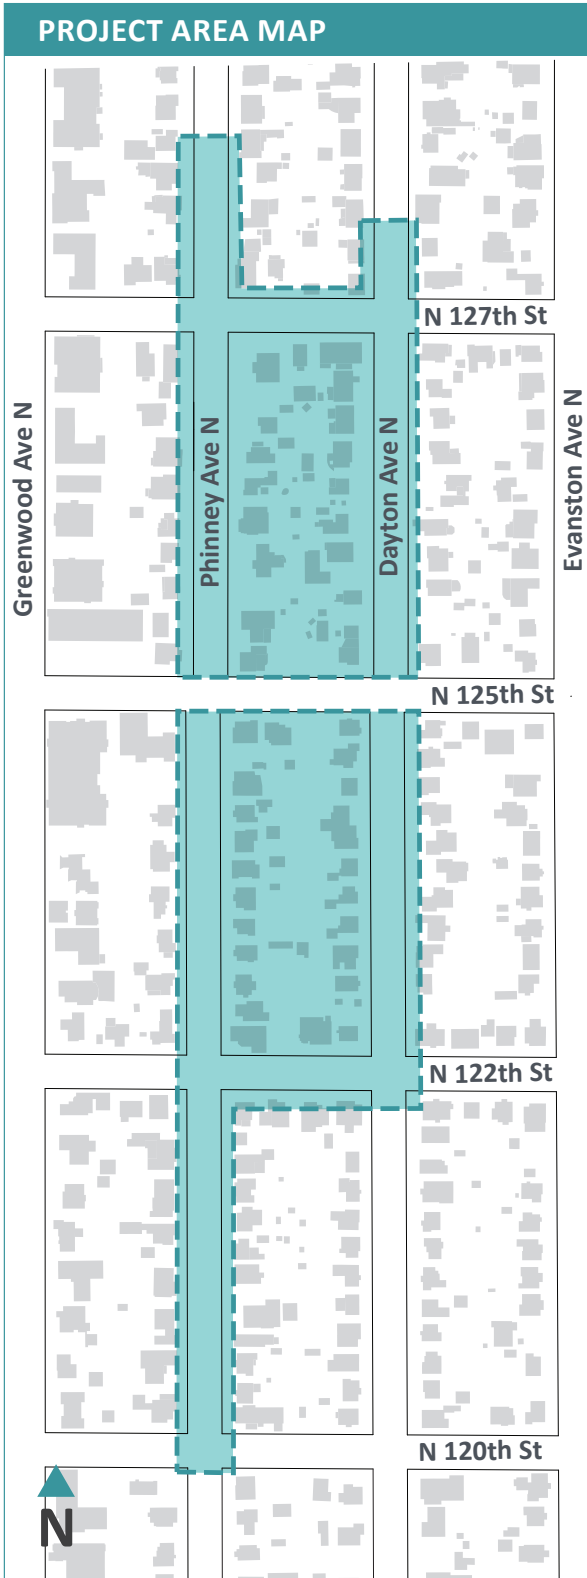 PROJECT AREA MAP
N 127th St
Greenwood Ave N
Phinney Ave N
Dayton Ave N
Evanston Ave N
N 125th St
N 122th St
N 120th St
N